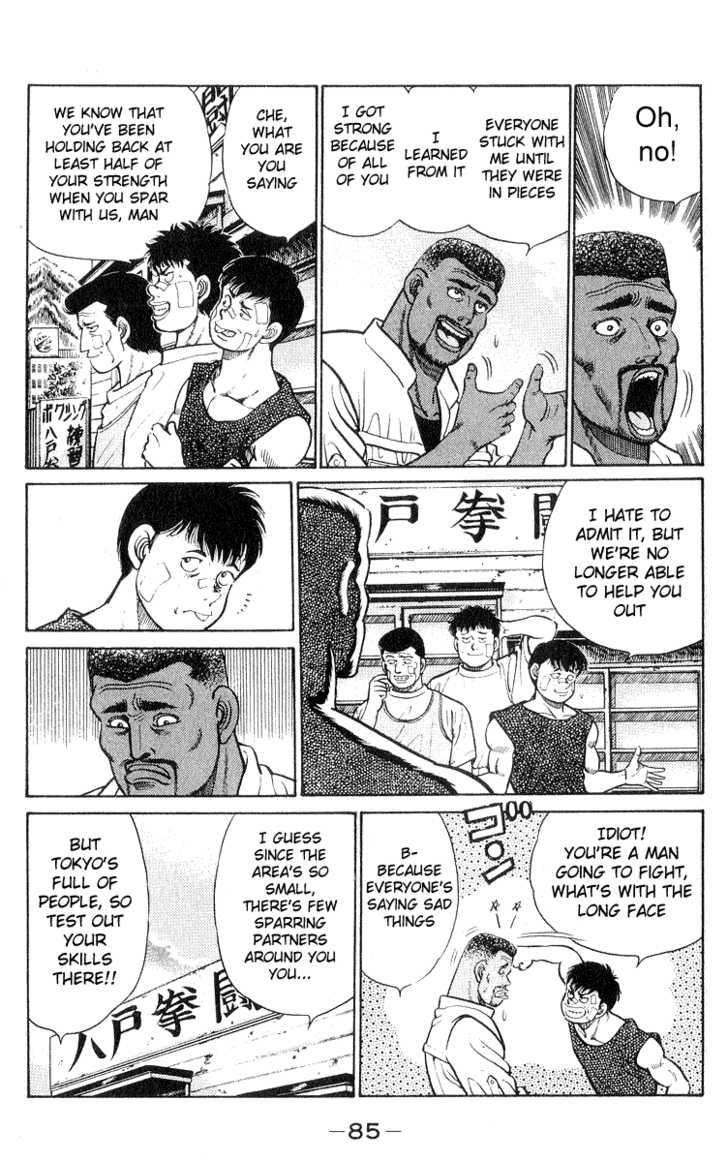 Oh,
no!
EVERYONE
STUCK WITH
ME UNTIL
THEY WERE
IN PIECES
I
LEARNED
FROM IT
I GOT
STRONG
BECAUSE
OF ALL
OF YOU
CHE,
WHAT
YOU ARE
YOU
SAYING
WE KNOW THAT
YOU'VE BEEN
HOLDING BACK AT
LEAST HALF OF
YOUR STRENGTH
WHEN YOU SPAR
WITH US, MAN
闘
ボクシング
練習
八戸拳
I HATE TO
ADMIT IT, BUT
WE'RE NO
LONGER ABLE
TO HELP YOU
OUT
戸拳闘
IDIOT!
YOU'RE A MAN
GOING TO FIGHT,
WHAT'S WITH THE
LONG FACE
ゴン
B-
BECAUSE
EVERYONE'S
SAYING SAD
THINGS
I GUESS
SINCE THE
AREA'S SO
SMALL,
THERE'S FEW
SPARRING
PARTNERS
AROUND YOU
YOU...
BUT
TOKYO'S
FULL OF
PEOPLE, SO
TEST OUT
YOUR
SKILLS
THERE!!
八戸拳闘
—85—